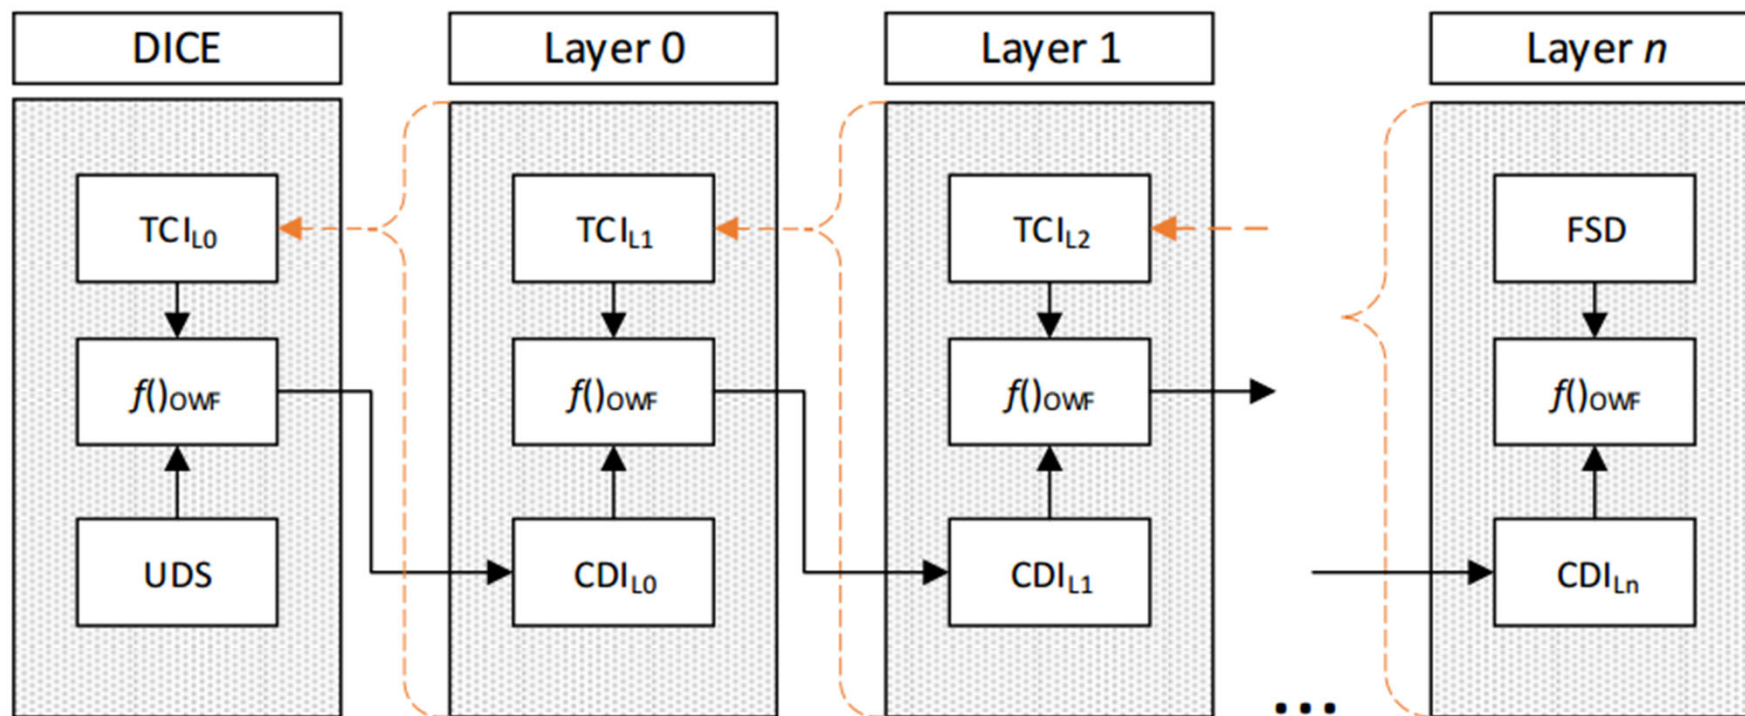 DICE Layer 0 Layer 1 Layer n
TCIL0 TCIL1 TCIL2 FSD
f()OWF f()OWF f()OWF f()OWF
UDS CDIL0 CDIL1 CDILn
...